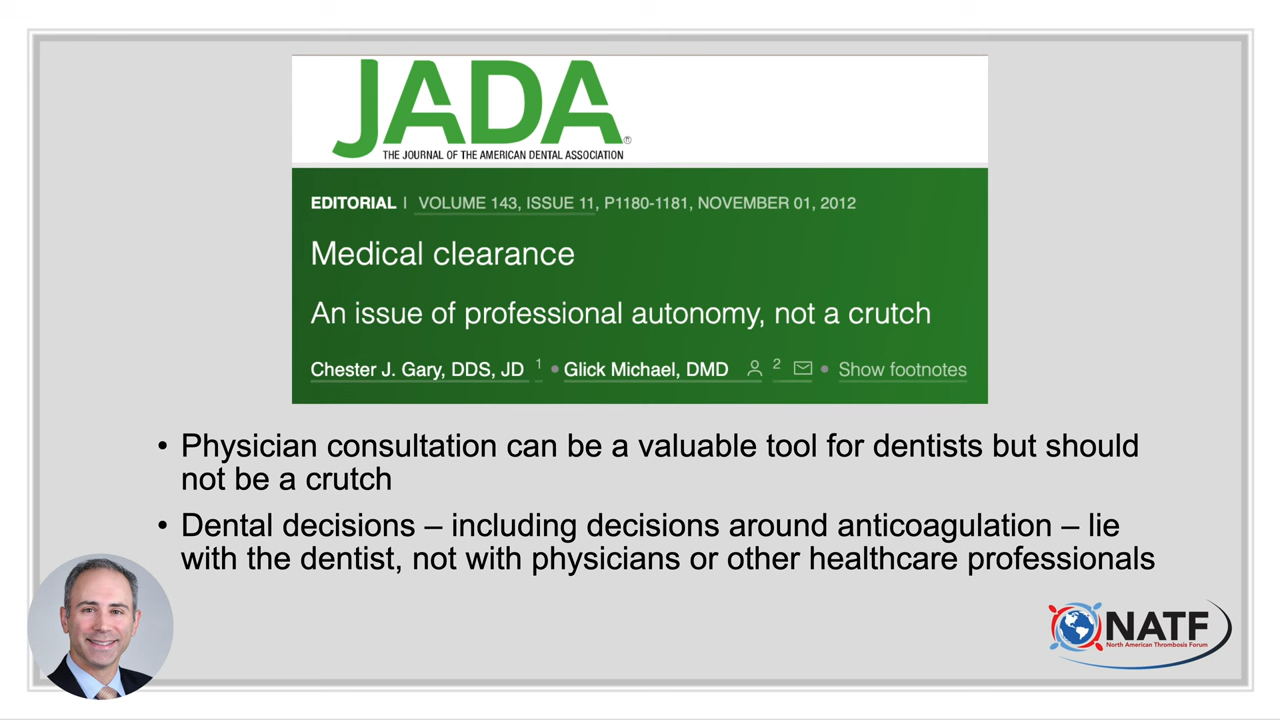 JADA®
THE JOURNAL OF THE AMERICAN DENTAL ASSOCIATION
EDITORIAL | VOLUME 143, ISSUE 11, P1180-1181, NOVEMBER 01, 2012
Medical clearance
An issue of professional autonomy, not a crutch
Chester J. Gary, DDS, JD 1 • Glick Michael, DMD 2 • Show footnotes
• Physician consultation can be a valuable tool for dentists but should
not be a crutch
• Dental decisions – including decisions around anticoagulation – lie
with the dentist, not with physicians or other healthcare professionals
NATF
North American Thrombosis Forum